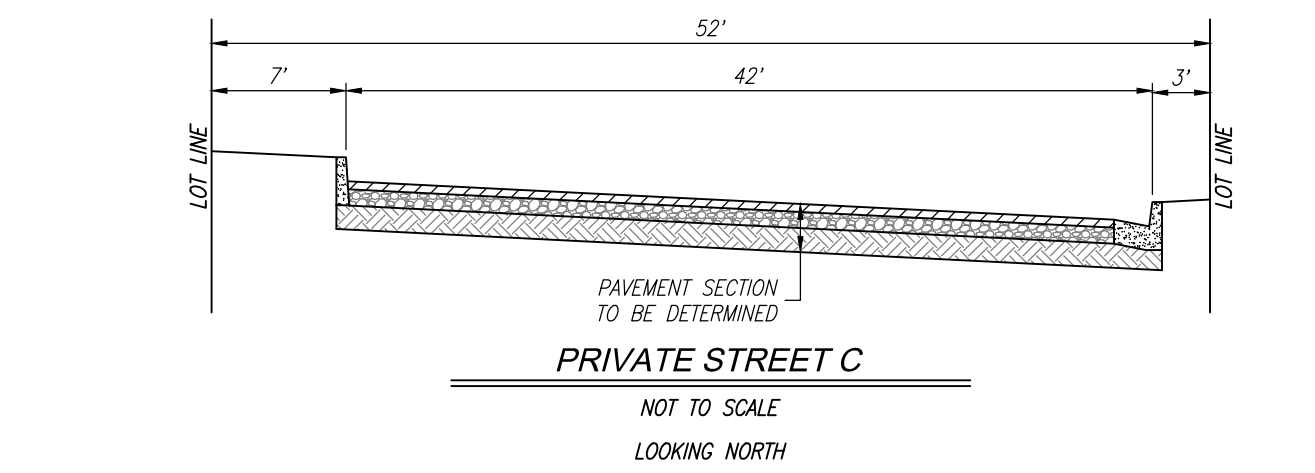 52'
7'
42'
3'
LOT LINE
LOT LINE
PAVEMENT SECTION
TO BE DETERMINED
PRIVATE STREET C
NOT TO SCALE
LOOKING NORTH